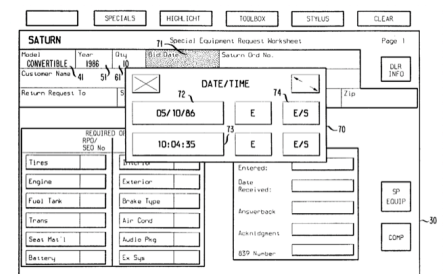 SPECIALS HIGHLIGHT TOOLBOX STYLUS CLEAR
SATURN Special Equipment Request Worksheet Page 1
Model Year Qty Bid Date 71 Saturn Ord No.
CONVERTIBLE 1986 10
DLR INFO
Customer Name 41 51 61
DATE/TIME
Return Request To S Zip
72 74
05/10/86 E E/S
70
73
10:04:35 E E/S
REQUIRED
RPO/
SEO No
Tires Interior Entered:
Engine Exterior Date Received:
Fuel Tank Brake Type
SP EQUIP
Trans Air Cond Answerback
30
Seat Mat'l Audio Pkg Acknldgment
COMP
Battery Ex Sys 839 Number